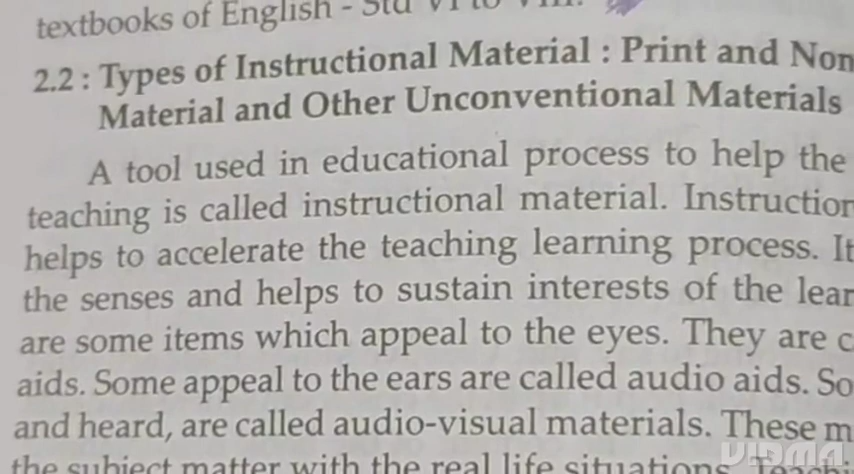 textbooks of English - Std VI to VIII.
2.2 : Types of Instructional Material : Print and Non
Material and Other Unconventional Materials
A tool used in educational process to help the
teaching is called instructional material. Instruction
helps to accelerate the teaching learning process. It
the senses and helps to sustain interests of the lear
are some items which appeal to the eyes. They are c
aids. Some appeal to the ears are called audio aids. So
and heard, are called audio-visual materials. These m
the subject matter with the real life situations.
VIDMA